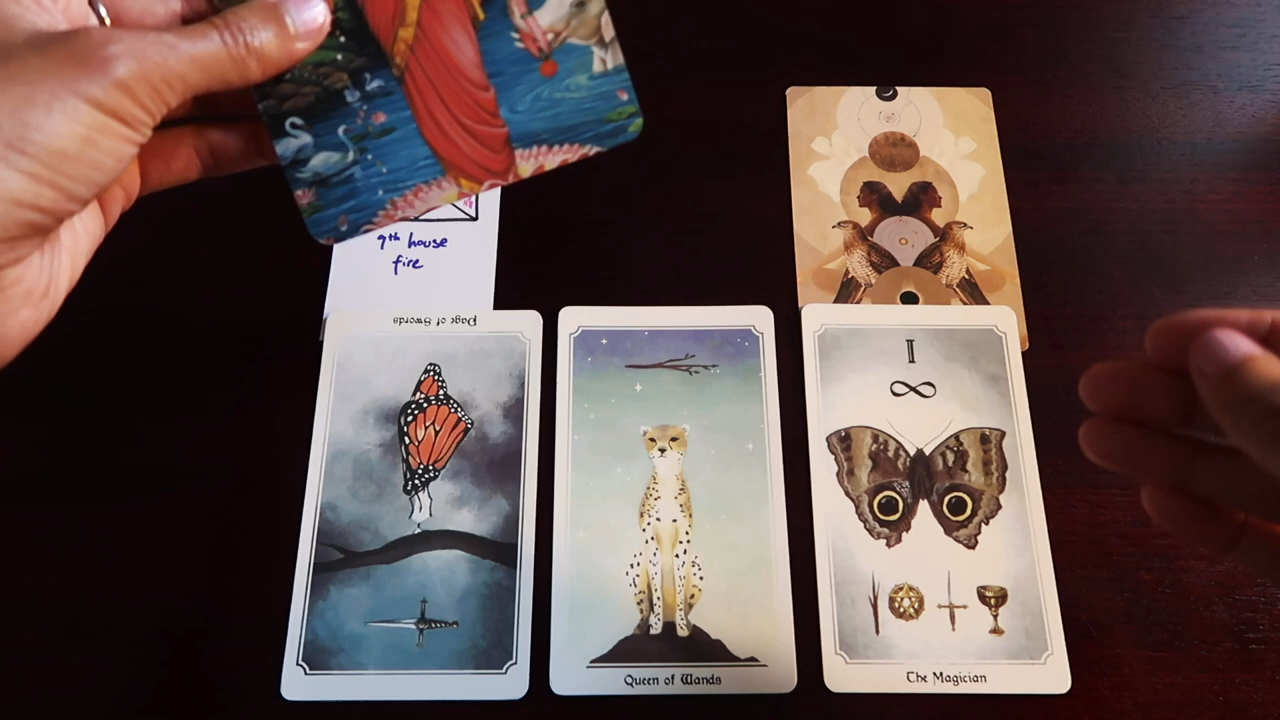 9th house
fire
Page of Swords
Queen of Wands
I
The Magician